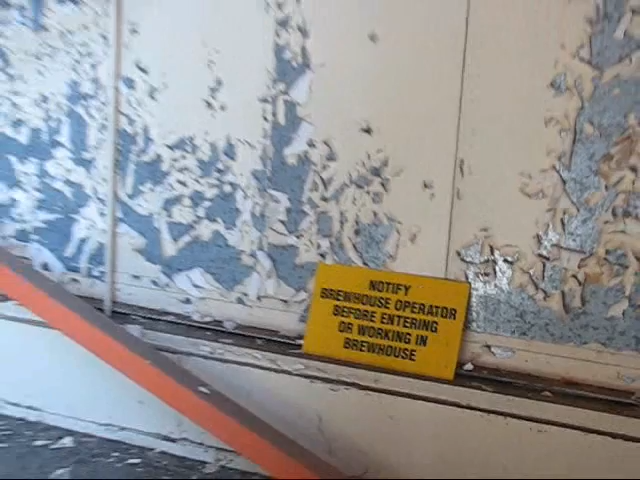 NOTIFY
BREWHOUSE OPERATOR
BEFORE ENTERING
OR WORKING IN
BREWHOUSE